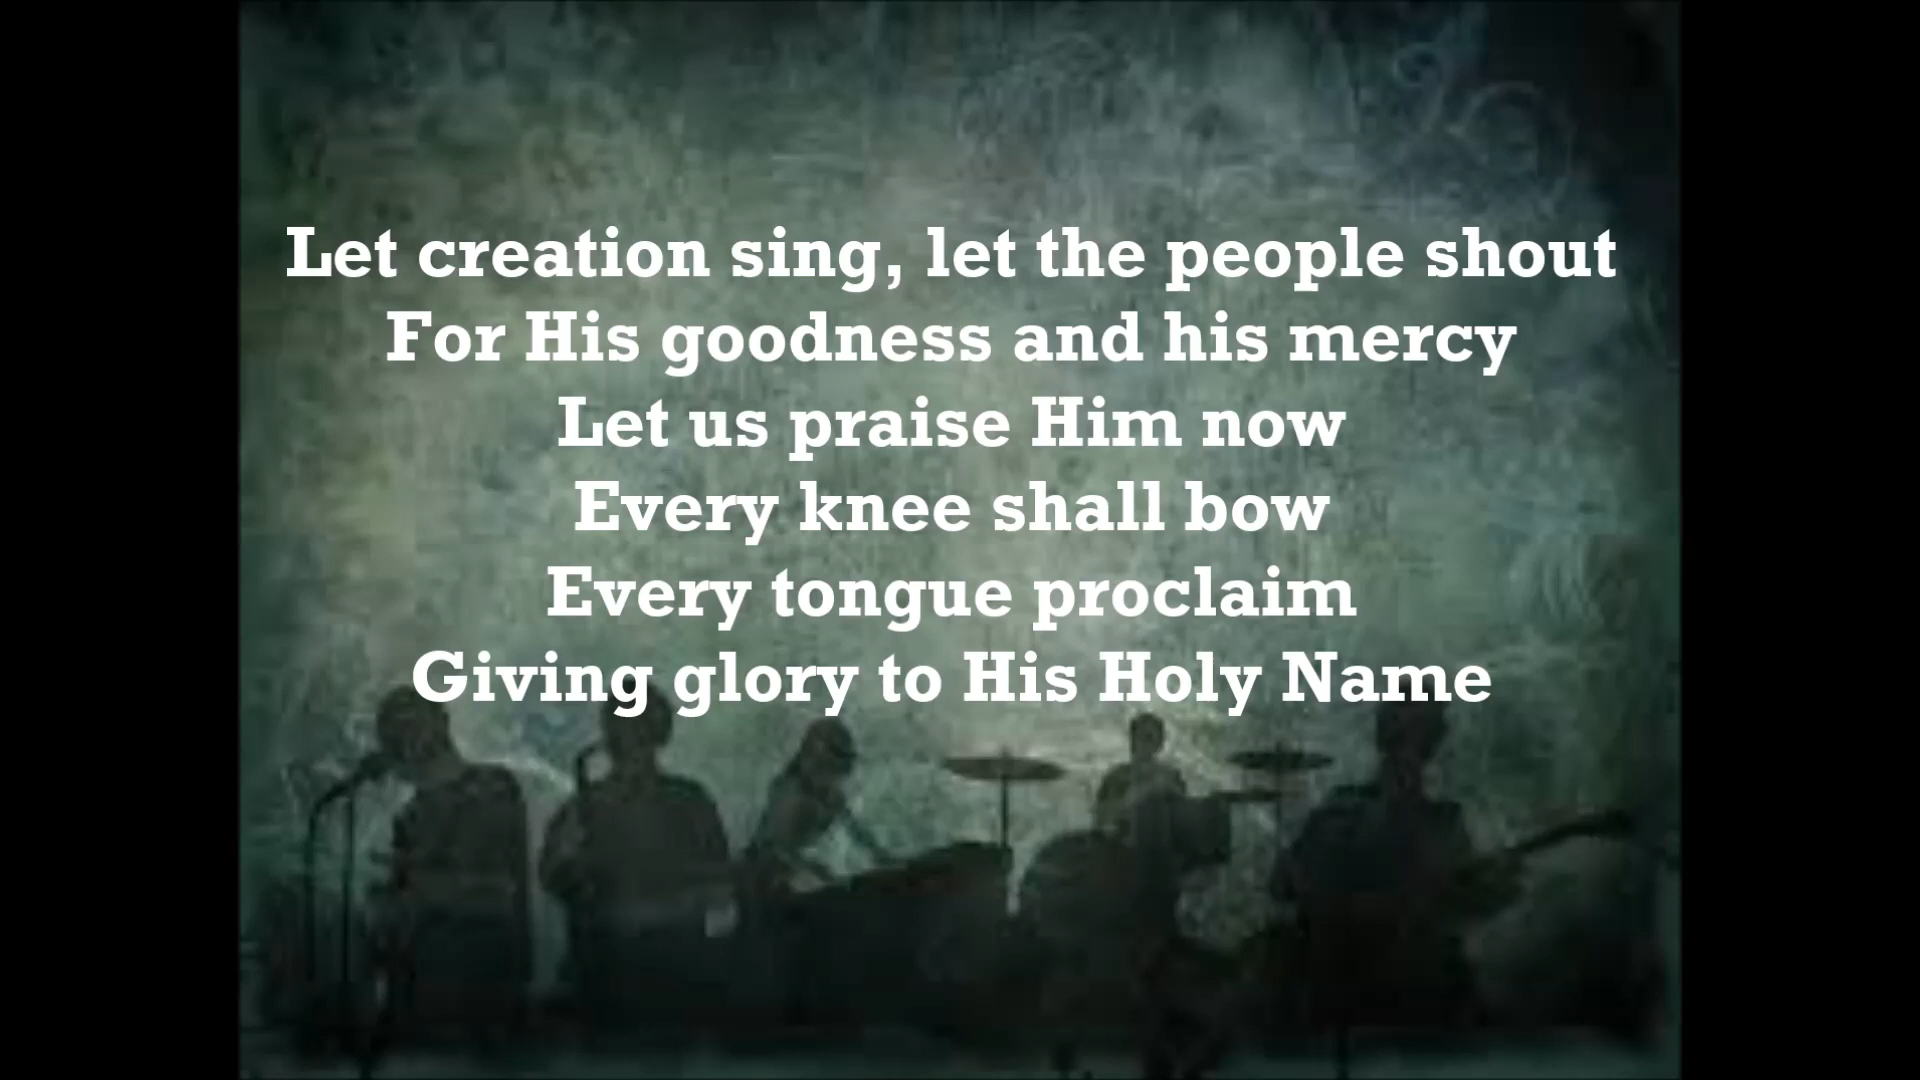 Let creation sing, let the people shout
For His goodness and his mercy
Let us praise Him now
Every knee shall bow
Every tongue proclaim
Giving glory to His Holy Name